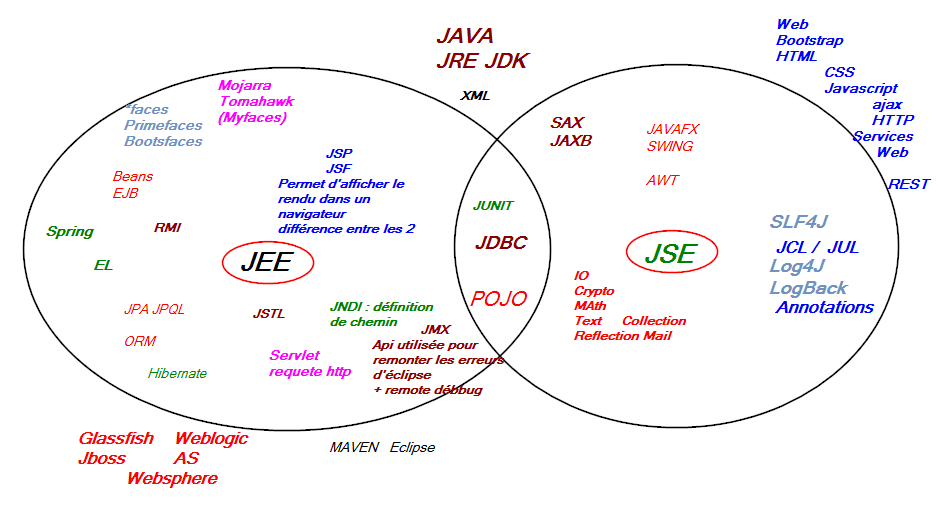 JAVA
JRE JDK
XML
Web
Bootstrap
HTML
CSS
Javascript
ajax
HTTP
Services
Web
REST
Mojarra
Tomahawk
(Myfaces)
*faces
Primefaces
Bootsfaces
JSP
JSF
Permet d'afficher le
rendu dans un
navigateur
différence entre les 2
Beans
EJB
Spring
RMI
EL
JEE
JPA JPQL
ORM
Hibernate
JSTL
JNDI : définition
de chemin
Servlet
requete http
JMX
Api utilisée pour
remonter les erreurs
d'éclipse
+ remote débbug
JUNIT
JDBC
POJO
SAX
JAXB
JAVAFX
SWING
AWT
JSE
IO
Crypto
MAth
Text Collection
Reflection Mail
SLF4J
JCL / JUL
Log4J
LogBack
Annotations
Glassfish Weblogic
Jboss AS
Websphere
MAVEN Eclipse